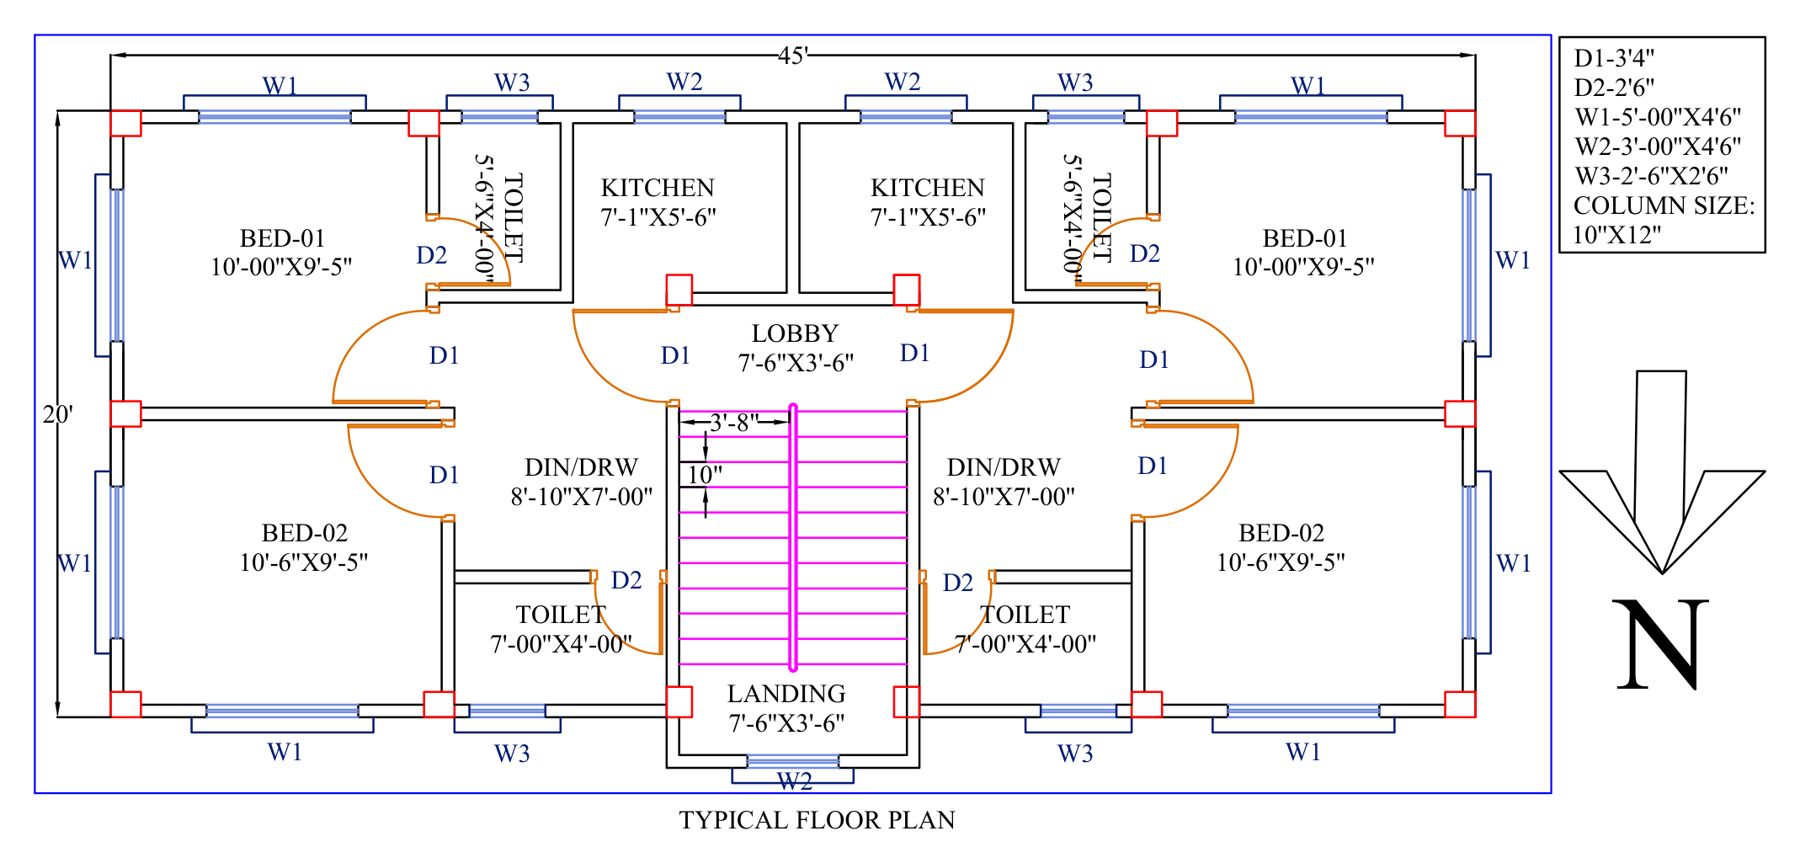 45'
W1
W3
W2
W2
W3
W1
D1-3'4"
D2-2'6"
W1-5'-00"X4'6"
W2-3'-00"X4'6"
W3-2'-6"X2'6"
COLUMN SIZE:
10"X12"
TOILET
5'-6"X4'-00"
KITCHEN
7'-1"X5'-6"
KITCHEN
7'-1"X5'-6"
TOILET
5'-6"X4'-00"
W1
BED-01
10'-00"X9'-5"
D2
D2
BED-01
10'-00"X9'-5"
W1
D1
D1
LOBBY
7'-6"X3'-6"
D1
D1
20'
3'-8"
10"
D1
DIN/DRW
8'-10"X7'-00"
DIN/DRW
8'-10"X7'-00"
D1
W1
BED-02
10'-6"X9'-5"
D2
TOILET
7'-00"X4'-00"
D2
TOILET
7'-00"X4'-00"
BED-02
10'-6"X9'-5"
W1
N
LANDING
7'-6"X3'-6"
W1
W3
W2
W3
W1
TYPICAL FLOOR PLAN